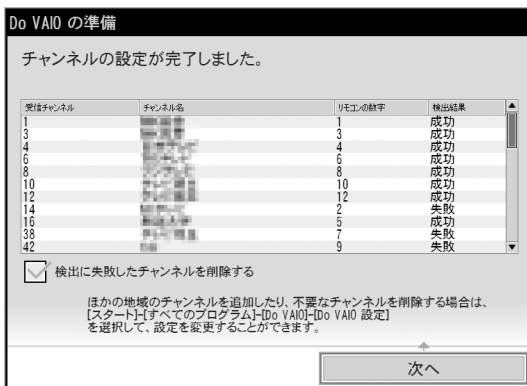 Do VAIO の準備
チャンネルの設定が完了しました。
受信チャンネル チャンネル名 リモコンの数字 検出結果
1 1 成功
3 3 成功
4 4 成功
6 6 成功
8 8 成功
10 10 成功
12 12 成功
14 2 失敗
16 5 成功
38 7 失敗
42 9 失敗
検出に失敗したチャンネルを削除する
ほかの地域のチャンネルを追加したり、不要なチャンネルを削除する場合は、
[スタート]-[すべてのプログラム]-[Do VAIO]-[Do VAIO 設定]
を選択して、設定を変更することができます。
次へ